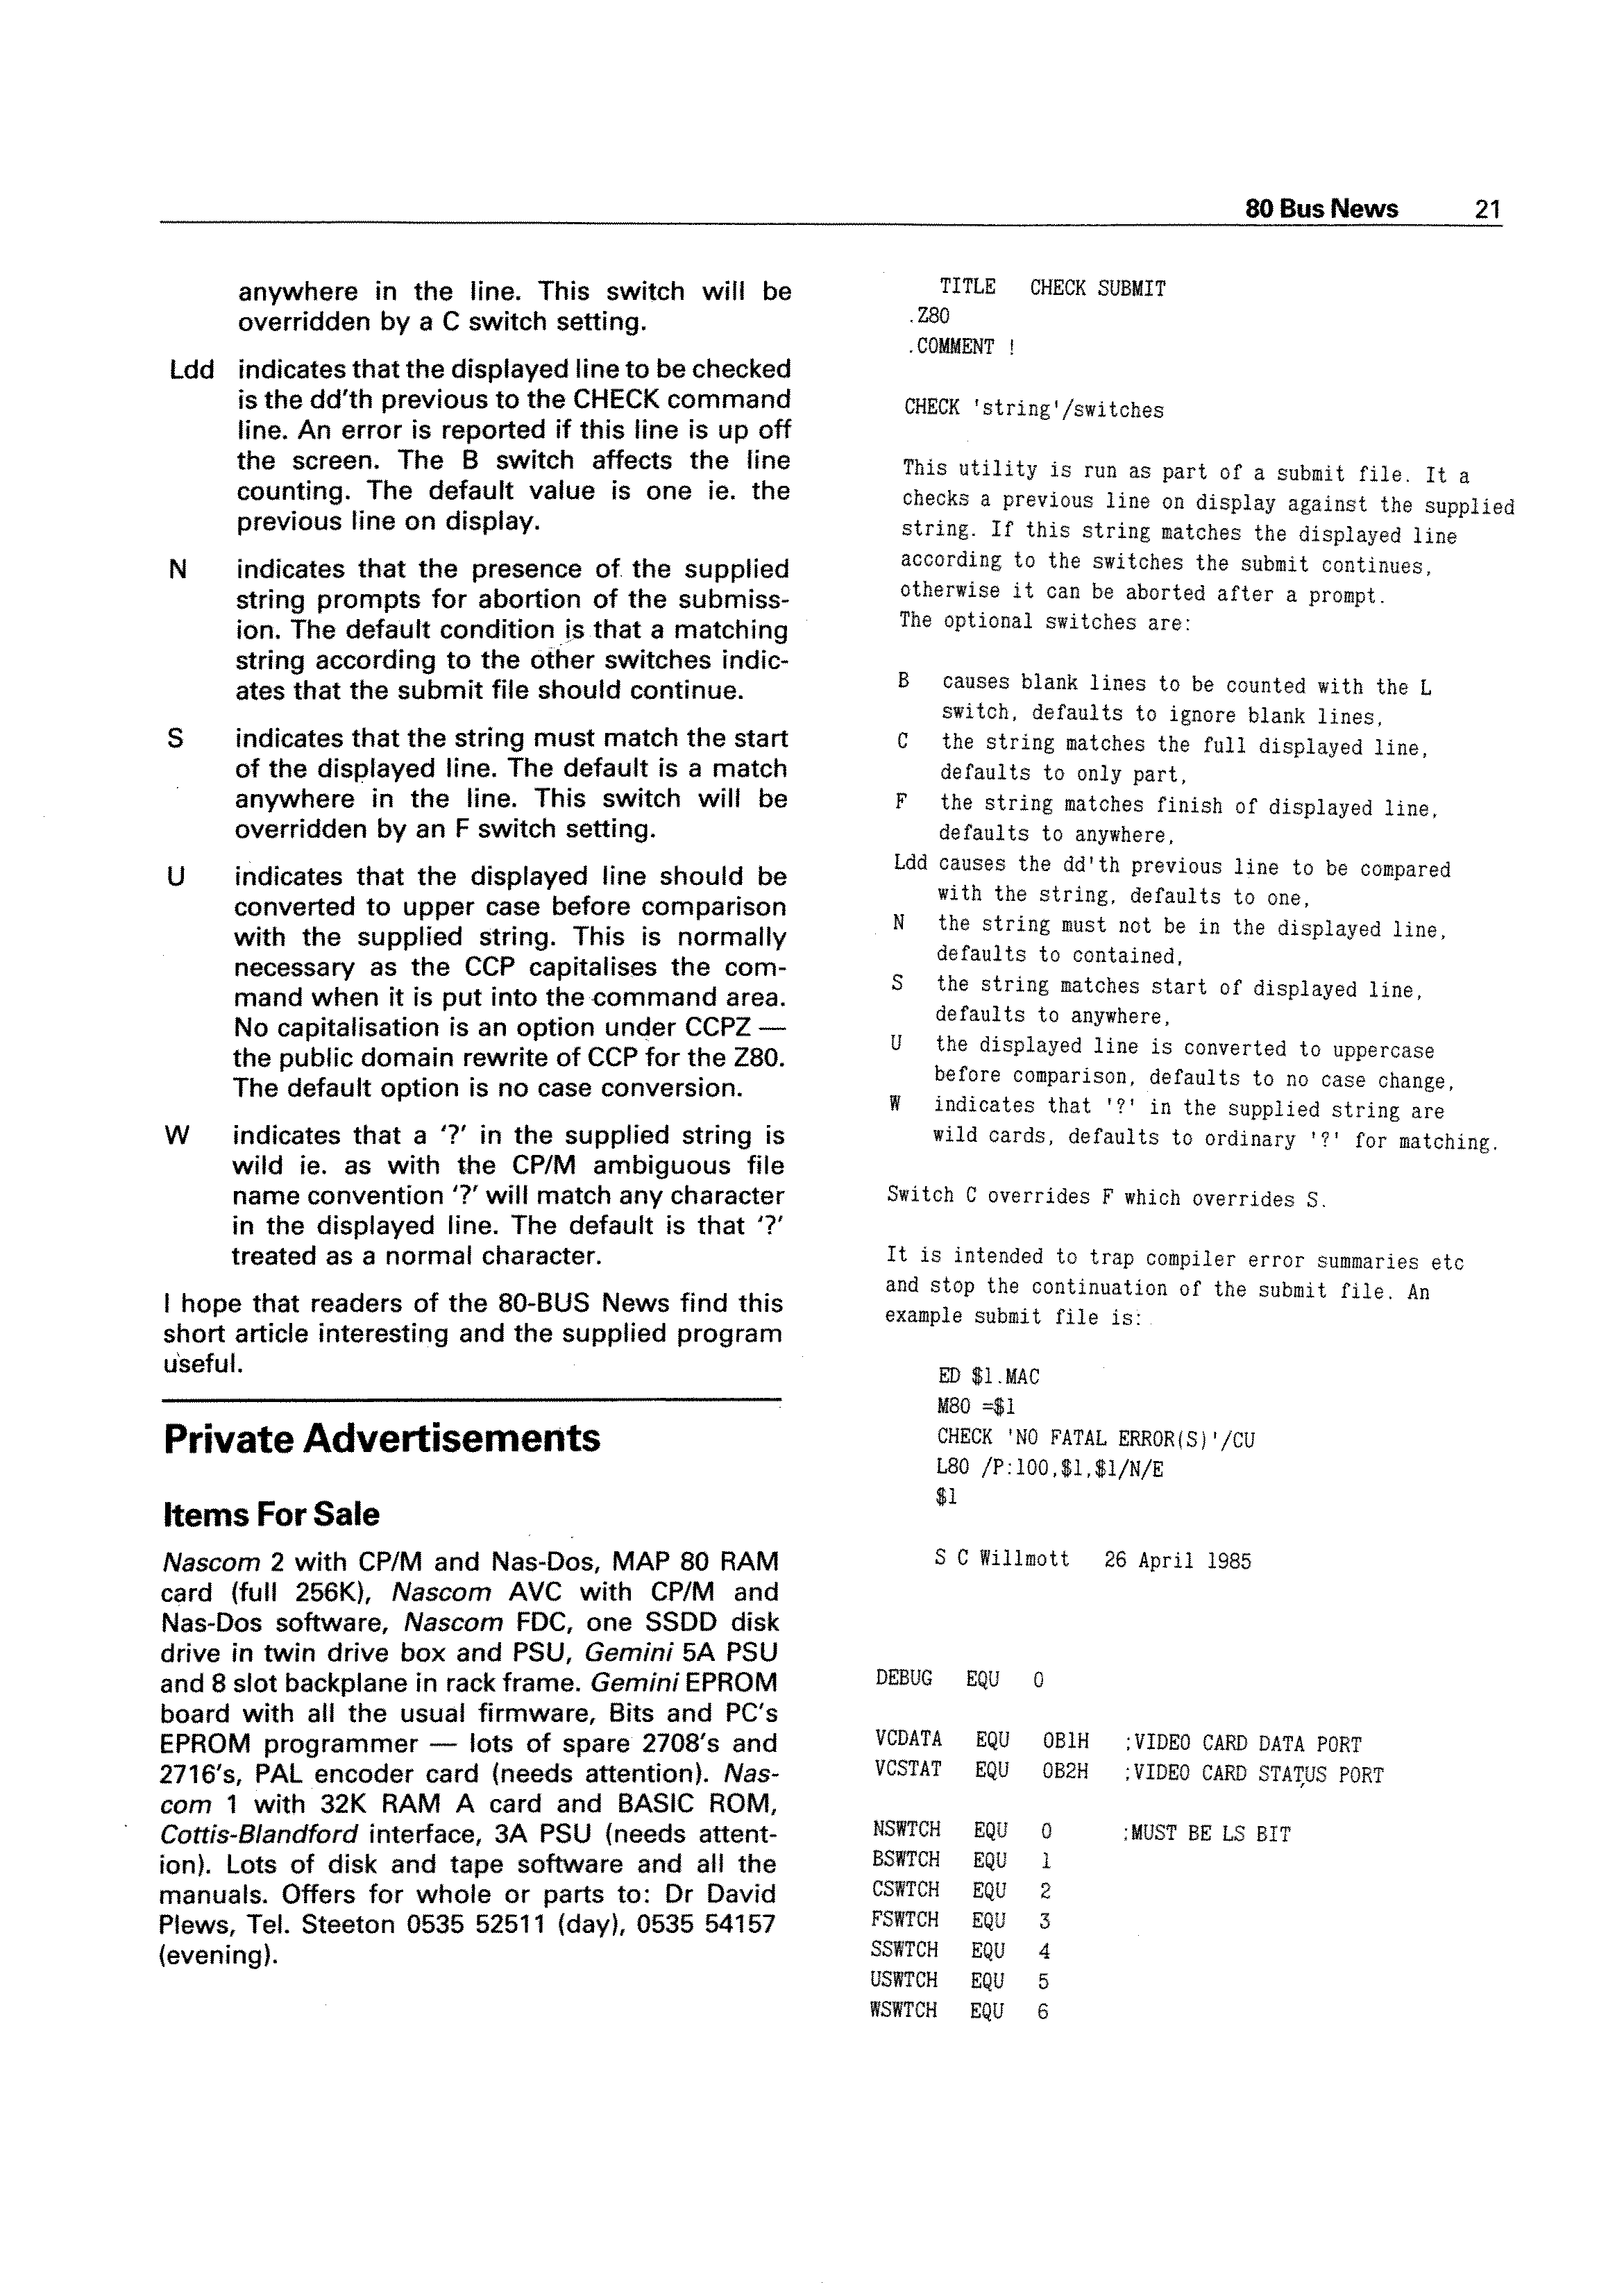 80 Bus News 21
anywhere in the line. This switch will be
overridden by a C switch setting.
Ldd indicates that the displayed line to be checked
is the dd'th previous to the CHECK command
line. An error is reported if this line is up off
the screen. The B switch affects the line
counting. The default value is one ie. the
previous line on display.
N indicates that the presence of the supplied
string prompts for abortion of the submiss-
ion. The default condition is that a matching
string according to the other switches indic-
ates that the submit file should continue.
S indicates that the string must match the start
of the displayed line. The default is a match
anywhere in the line. This switch will be
overridden by an F switch setting.
U indicates that the displayed line should be
converted to upper case before comparison
with the supplied string. This is normally
necessary as the CCP capitalises the com-
mand when it is put into the command area.
No capitalisation is an option under CCPZ —
the public domain rewrite of CCP for the Z80.
The default option is no case conversion.
W indicates that a '?' in the supplied string is
wild ie. as with the CP/M ambiguous file
name convention '?' will match any character
in the displayed line. The default is that '?'
treated as a normal character.
I hope that readers of the 80-BUS News find this
short article interesting and the supplied program
useful.
Private Advertisements
Items For Sale
Nascom 2 with CP/M and Nas-Dos, MAP 80 RAM
card (full 256K), Nascom AVC with CP/M and
Nas-Dos software, Nascom FDC, one SSDD disk
drive in twin drive box and PSU, Gemini 5A PSU
and 8 slot backplane in rack frame. Gemini EPROM
board with all the usual firmware, Bits and PC's
EPROM programmer — lots of spare 2708's and
2716's, PAL encoder card (needs attention). Nas-
com 1 with 32K RAM A card and BASIC ROM,
Cottis-Blandford interface, 3A PSU (needs attent-
ion). Lots of disk and tape software and all the
manuals. Offers for whole or parts to: Dr David
Plews, Tel. Steeton 0535 52511 (day), 0535 54157
(evening).
TITLE CHECK SUBMIT
.Z80
.COMMENT !
CHECK 'string'/switches
This utility is run as part of a submit file. It a
checks a previous line on display against the supplied
string. If this string matches the displayed line
according to the switches the submit continues,
otherwise it can be aborted after a prompt.
The optional switches are:
B causes blank lines to be counted with the L
switch, defaults to ignore blank lines,
C the string matches the full displayed line,
defaults to only part,
F the string matches finish of displayed line,
defaults to anywhere,
Ldd causes the dd'th previous line to be compared
with the string, defaults to one,
N the string must not be in the displayed line,
defaults to contained,
S the string matches start of displayed line,
defaults to anywhere,
U the displayed line is converted to uppercase
before comparison, defaults to no case change,
W indicates that '?' in the supplied string are
wild cards, defaults to ordinary '?' for matching.
Switch C overrides F which overrides S.
It is intended to trap compiler error summaries etc
and stop the continuation of the submit file. An
example submit file is:
ED $1.MAC
M80 =$1
CHECK 'NO FATAL ERROR(S)'/CU
L80 /P:100,$1,$1/N/E
$1
S C Willmott 26 April 1985
DEBUG EQU 0
VCDATA EQU 0B1H ;VIDEO CARD DATA PORT
VCSTAT EQU 0B2H ;VIDEO CARD STATUS PORT
NSWTCH EQU 0 ;MUST BE LS BIT
BSWTCH EQU 1
CSWTCH EQU 2
FSWTCH EQU 3
SSWTCH EQU 4
USWTCH EQU 5
WSWTCH EQU 6